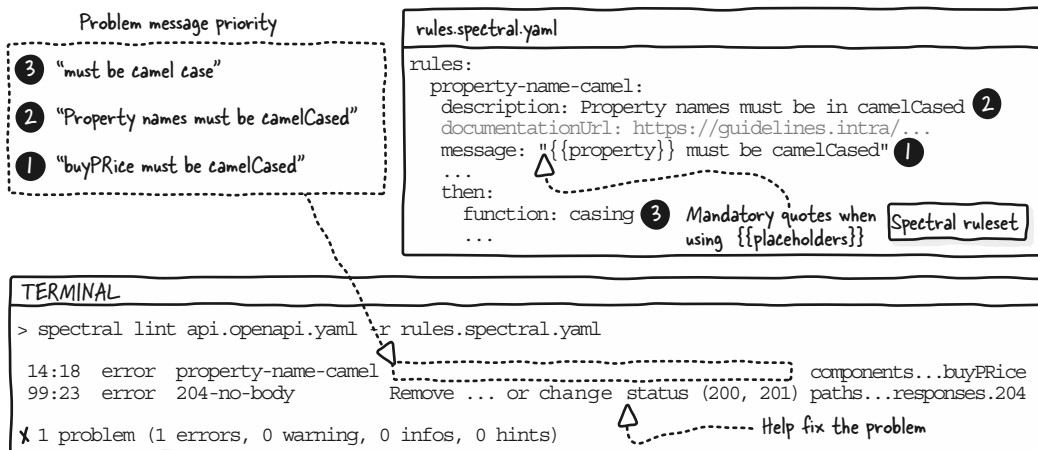 Problem message priority
3 "must be camel case"
2 "Property names must be camelCased"
1 "buyPRice must be camelCased"
rules.spectral.yaml
rules:
property-name-camel:
description: Property names must be in camelCased 2
documentationUrl: https://guidelines.intra/...
message: "{{property}} must be camelCased" 1
...
then:
function: casing 3
...
Mandatory quotes when
using {{placeholders}}
Spectral ruleset
TERMINAL
> spectral lint api.openapi.yaml -r rules.spectral.yaml
14:18 error property-name-camel components...buyPRice
99:23 error 204-no-body Remove ... or change status (200, 201) paths...responses.204
Help fix the problem
✗ 1 problem (1 errors, 0 warning, 0 infos, 0 hints)